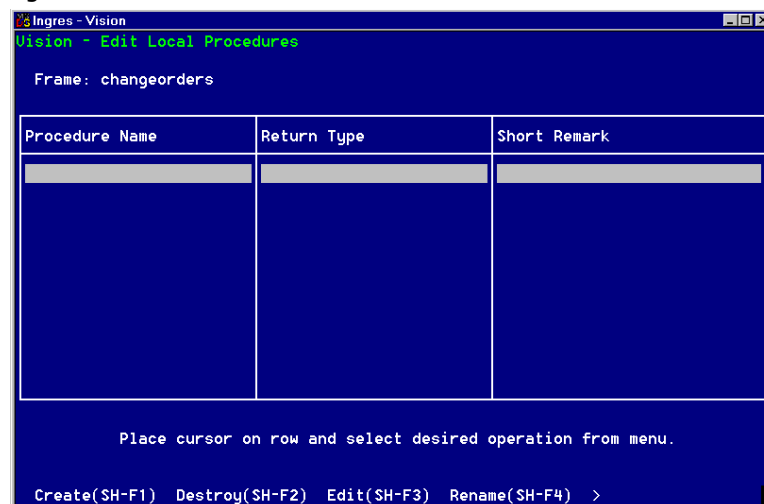 Ingres - Vision
Vision - Edit Local Procedures
Frame: changeorders
Procedure Name Return Type Short Remark
Place cursor on row and select desired operation from menu.
Create(SH-F1) Destroy(SH-F2) Edit(SH-F3) Rename(SH-F4) >